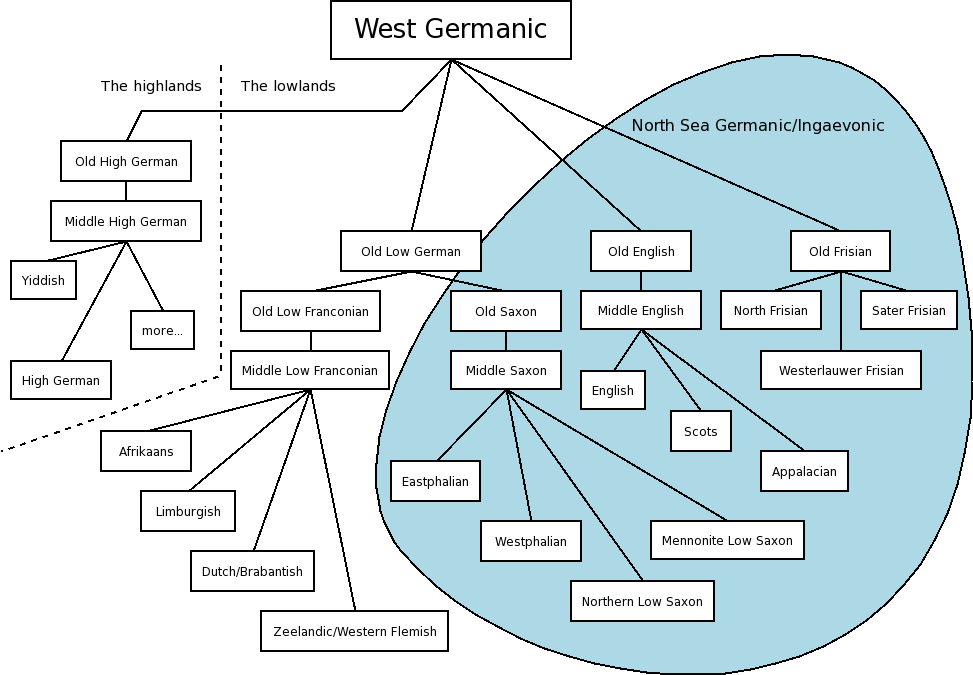 West Germanic
The highlands
The lowlands
North Sea Germanic/Ingaevonic
Old High German
Middle High German
Yiddish
more...
High German
Old Low German
Old English
Old Frisian
Old Low Franconian
Old Saxon
Middle English
North Frisian
Sater Frisian
Middle Low Franconian
Middle Saxon
English
Westerlauwer Frisian
Scots
Afrikaans
Eastphalian
Appalacian
Limburgish
Westphalian
Mennonite Low Saxon
Dutch/Brabantish
Northern Low Saxon
Zeelandic/Western Flemish